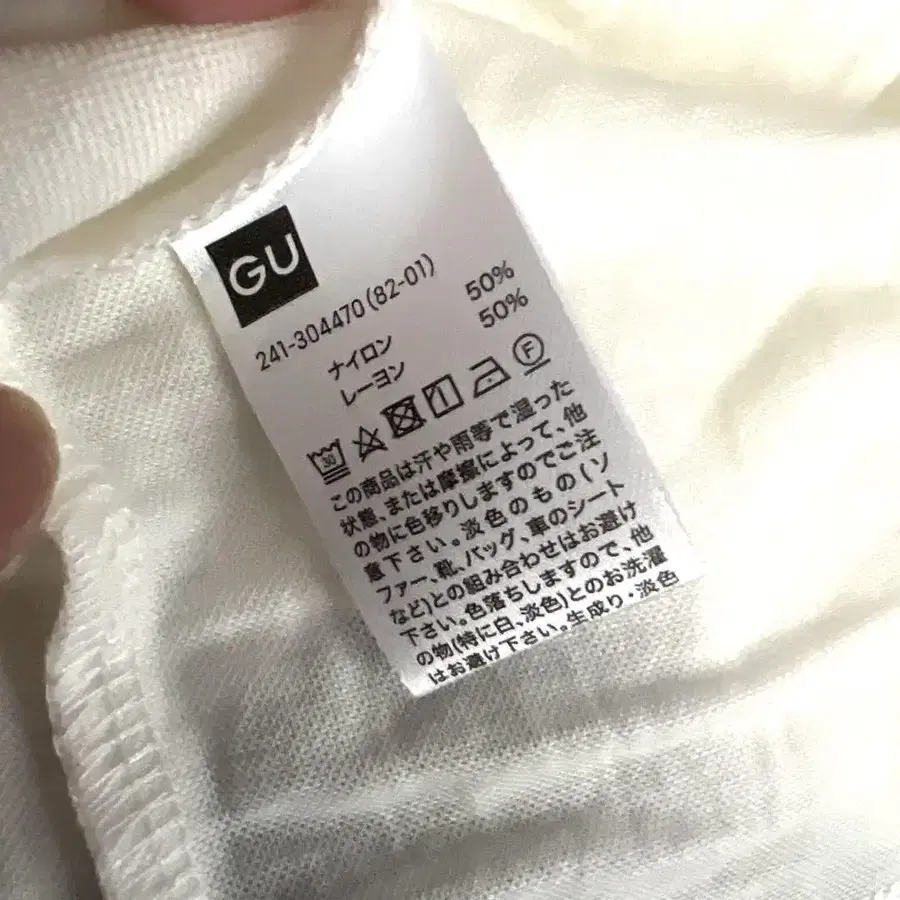 GU
241-304470(82-01)
ナイロン 50%
レーヨン 50%
30 F
この商品は汗や雨等で湿った
状態、または摩擦によって、他
の物に色移りしますのでご注
意下さい。淡色のもの(ソ
ファー、靴、バッグ、車のシート
など)との組み合わせはお避け
下さい。色落ちしますので、他
の物(特に白、淡色)とのお洗濯
はお避け下さい。生成り・淡色